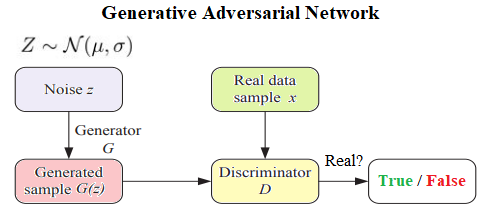 Generative Adversarial Network
Z ∼ N(μ, σ)
Noise z
Real data
sample x
Generator
G
Generated
sample G(z)
Discriminator
D
Real?
True / False